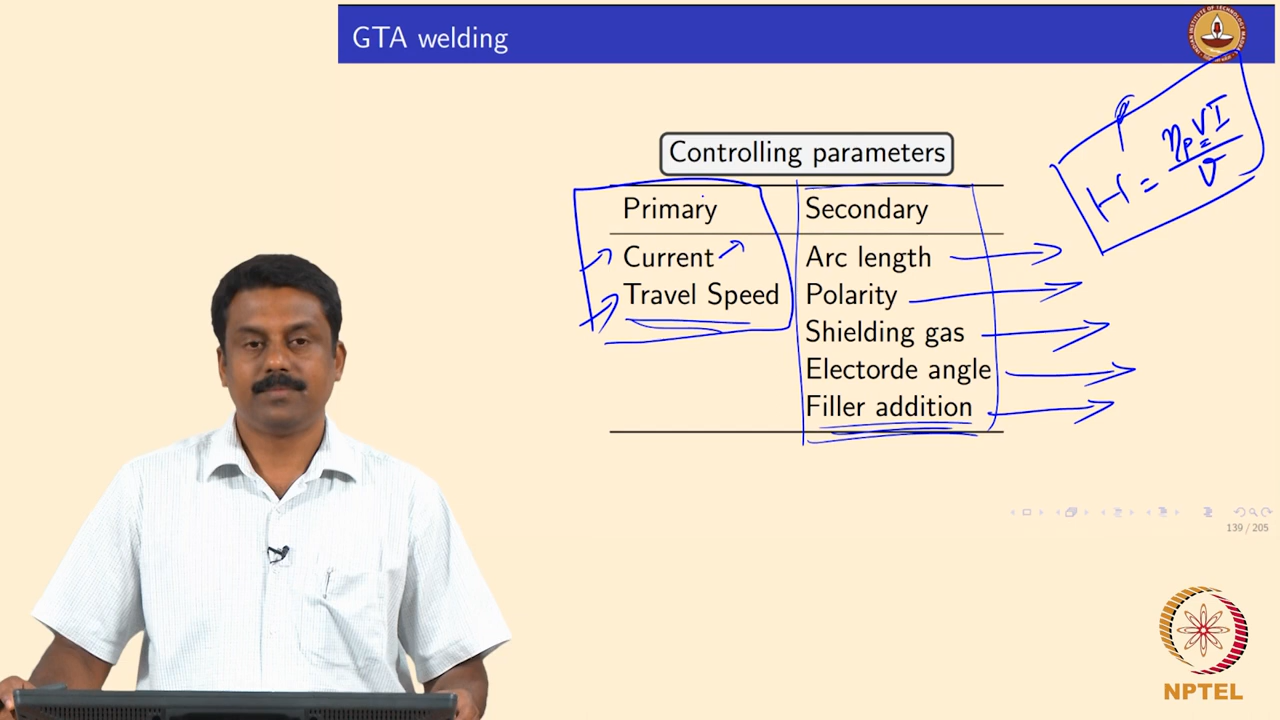 GTA welding
Controlling parameters
Primary Secondary
Current Arc length
Travel Speed Polarity
Shielding gas
Electorde angle
Filler addition
H = ηp VI / v
139 / 205
NPTEL